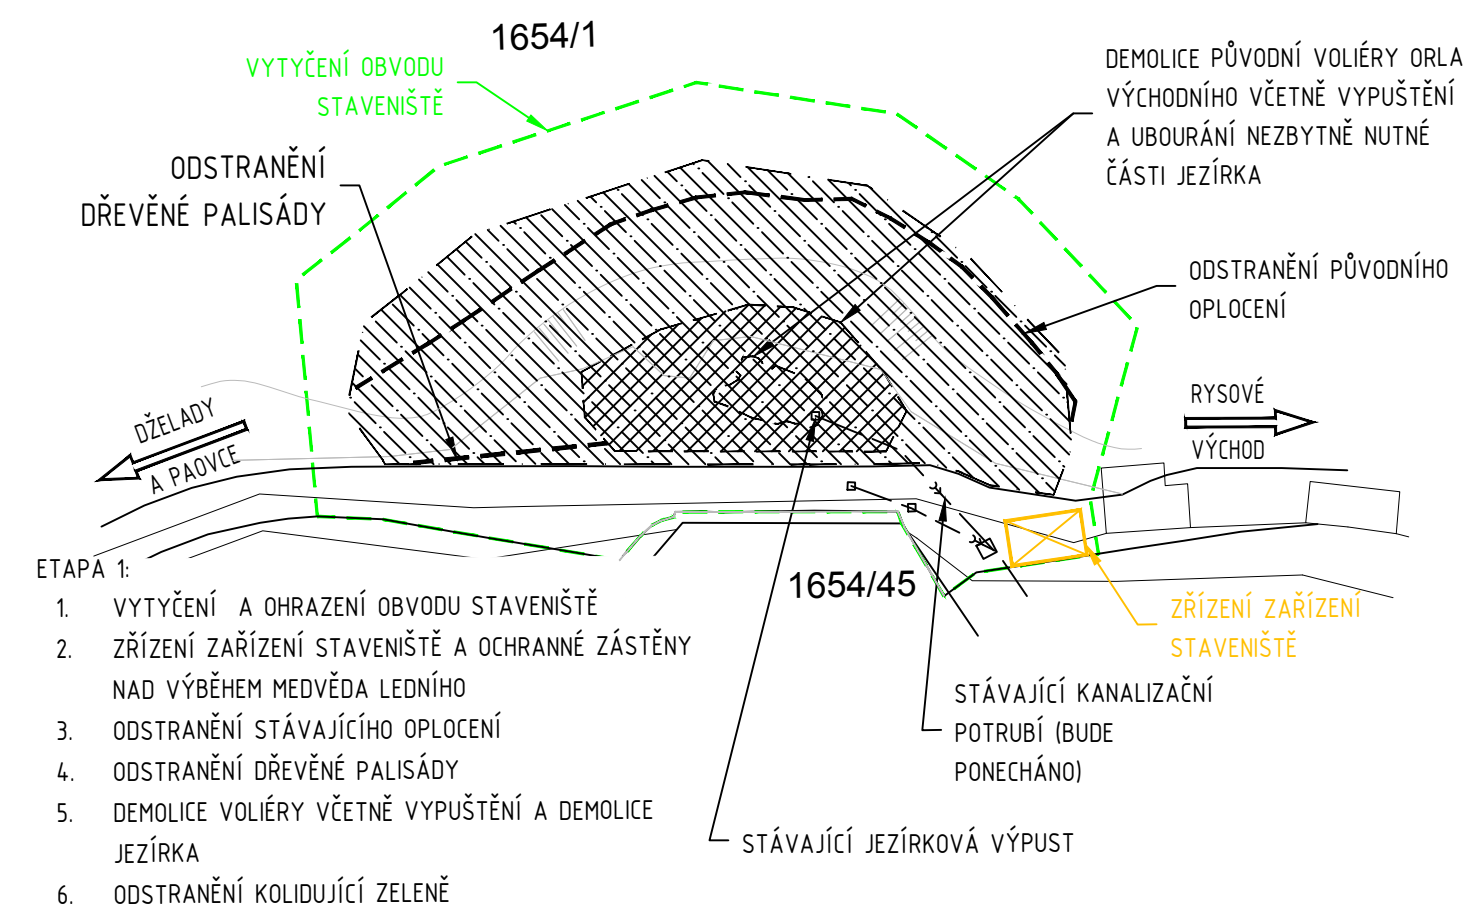 1654/1
VYTYČENÍ OBVODU
STAVENIŠTĚ
DEMOLICE PŮVODNÍ VOLIÉRY ORLA
VÝCHODNÍHO VČETNĚ VYPUŠTĚNÍ
A UBOURÁNÍ NEZBYTNĚ NUTNÉ
ČÁSTI JEZÍRKA
ODSTRANĚNÍ
DŘEVĚNÉ PALISÁDY
ODSTRANĚNÍ PŮVODNÍHO
OPLOCENÍ
DŽELADY
A PAOVCE
RYSOVÉ
VÝCHOD
1654/45
ZŘÍZENÍ ZAŘÍZENÍ
STAVENIŠTĚ
STÁVAJÍCÍ KANALIZAČNÍ
POTRUBÍ (BUDE
PONECHÁNO)
STÁVAJÍCÍ JEZÍRKOVÁ VÝPUST
ETAPA 1:
1. VYTYČENÍ A OHRAZENÍ OBVODU STAVENIŠTĚ
2. ZŘÍZENÍ ZAŘÍZENÍ STAVENIŠTĚ A OCHRANNÉ ZÁSTĚNY
NAD VÝBĚHEM MEDVĚDA LEDNÍHO
3. ODSTRANĚNÍ STÁVAJÍCÍHO OPLOCENÍ
4. ODSTRANĚNÍ DŘEVĚNÉ PALISÁDY
5. DEMOLICE VOLIÉRY VČETNĚ VYPUŠTĚNÍ A DEMOLICE
JEZÍRKA
6. ODSTRANĚNÍ KOLIDUJÍCÍ ZELENĚ